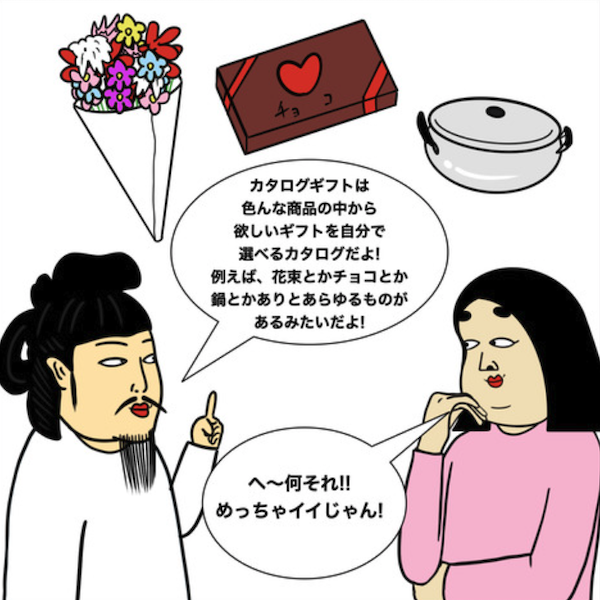 チョコ
カタログギフトは
色んな商品の中から
欲しいギフトを自分で
選べるカタログだよ!
例えば、花束とかチョコとか
鍋とかありとあらゆるものが
あるみたいだよ!
へ〜何それ!!
めっちゃイイじゃん!